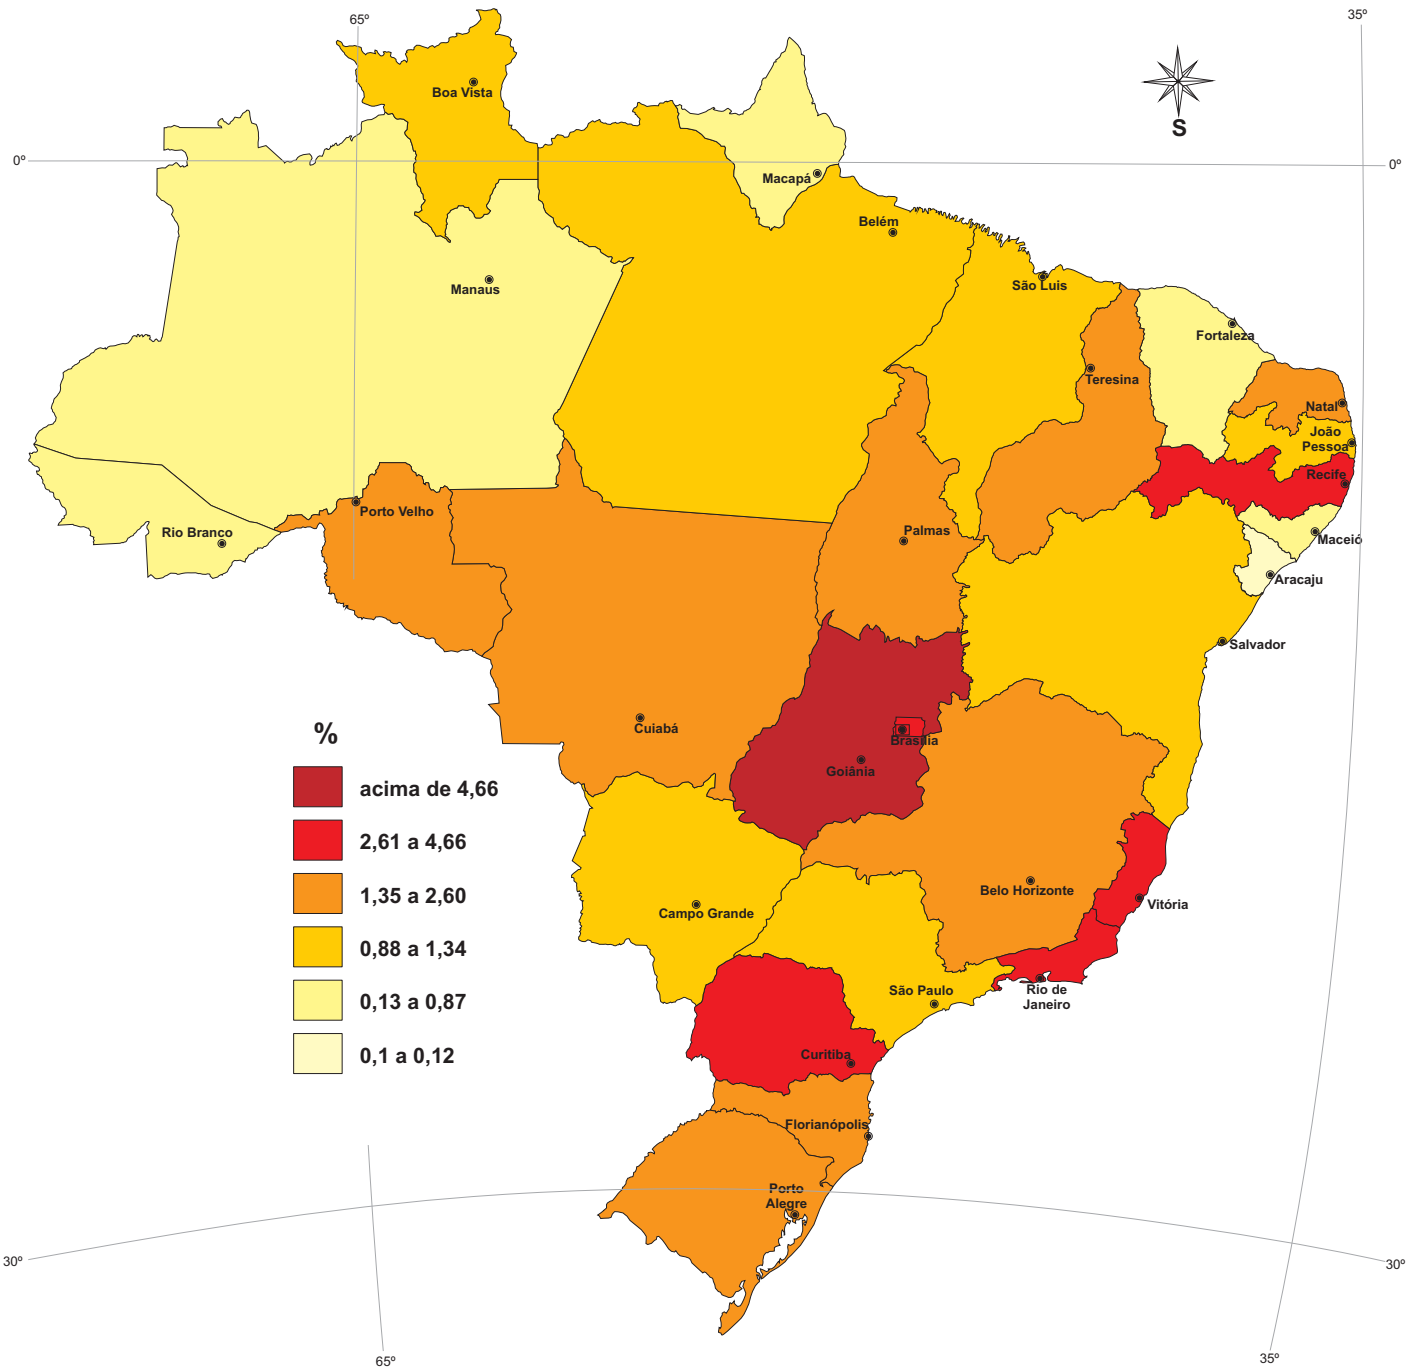 65º
35º
Boa Vista
S
0º
0º
Macapá
Belém
Manaus
São Luis
Fortaleza
Teresina
Natal
João
Pessoa
Recife
Porto Velho
Rio Branco
Palmas
Maceió
Aracaju
Salvador
Cuiabá
%
Brasília
Goiánia
acima de 4,66
2,61 a 4,66
1,35 a 2,60
0,88 a 1,34
0,13 a 0,87
0,1 a 0,12
Belo Horizonte
Vitória
Campo Grande
São Paulo
Rio de
Janeiro
Curitiba
Florianópolis
Porto
Alegre
30º
30º
65º
35º